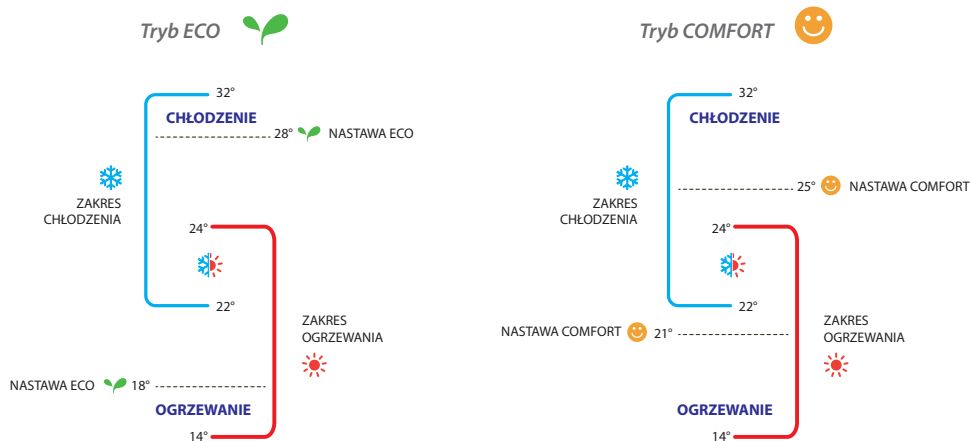 Tryb ECO
32°
CHŁODZENIE
28° NASTAWA ECO
ZAKRES
CHŁODZENIA
24°
22°
ZAKRES
OGRZEWANIA
NASTAWA ECO 18°
OGRZEWANIE
14°
Tryb COMFORT
32°
CHŁODZENIE
25° NASTAWA COMFORT
ZAKRES
CHŁODZENIA
24°
22°
NASTAWA COMFORT 21°
ZAKRES
OGRZEWANIA
OGRZEWANIE
14°